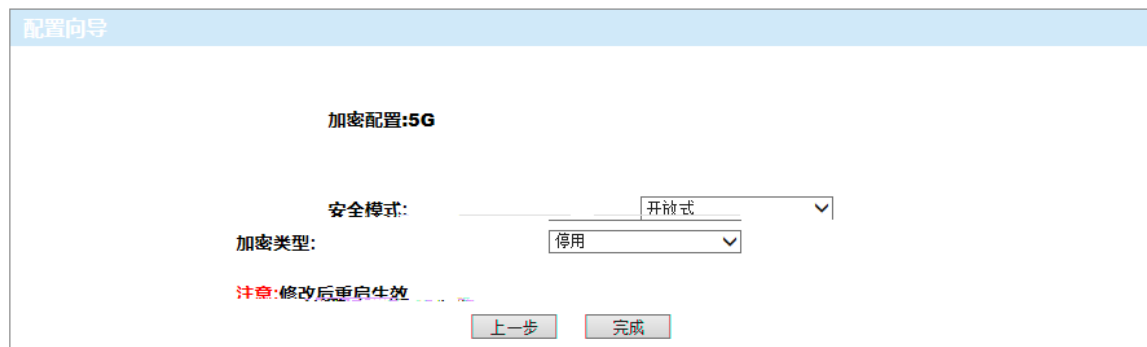 配置向导
加密配置:5G
安全模式: 开放式
加密类型: 停用
注意:修改后重启生效
上一步 完成